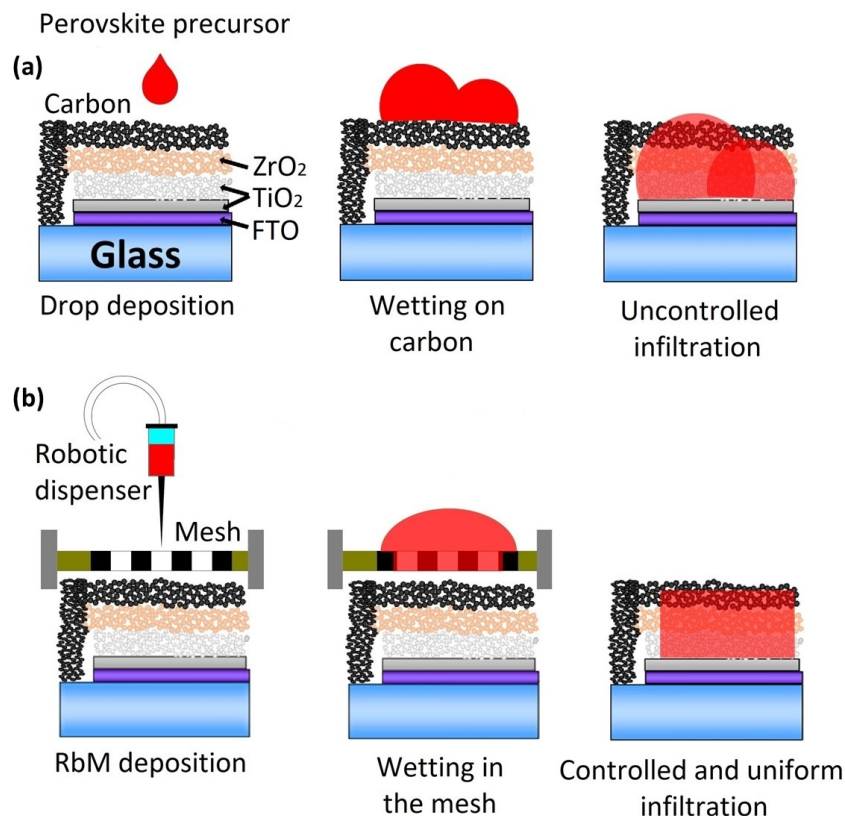 Perovskite precursor
(a)
Carbon
ZrO₂
TiO₂
FTO
Glass
Drop deposition
Wetting on
carbon
Uncontrolled
infiltration
(b)
Robotic
dispenser
Mesh
RbM deposition
Wetting in
the mesh
Controlled and uniform
infiltration